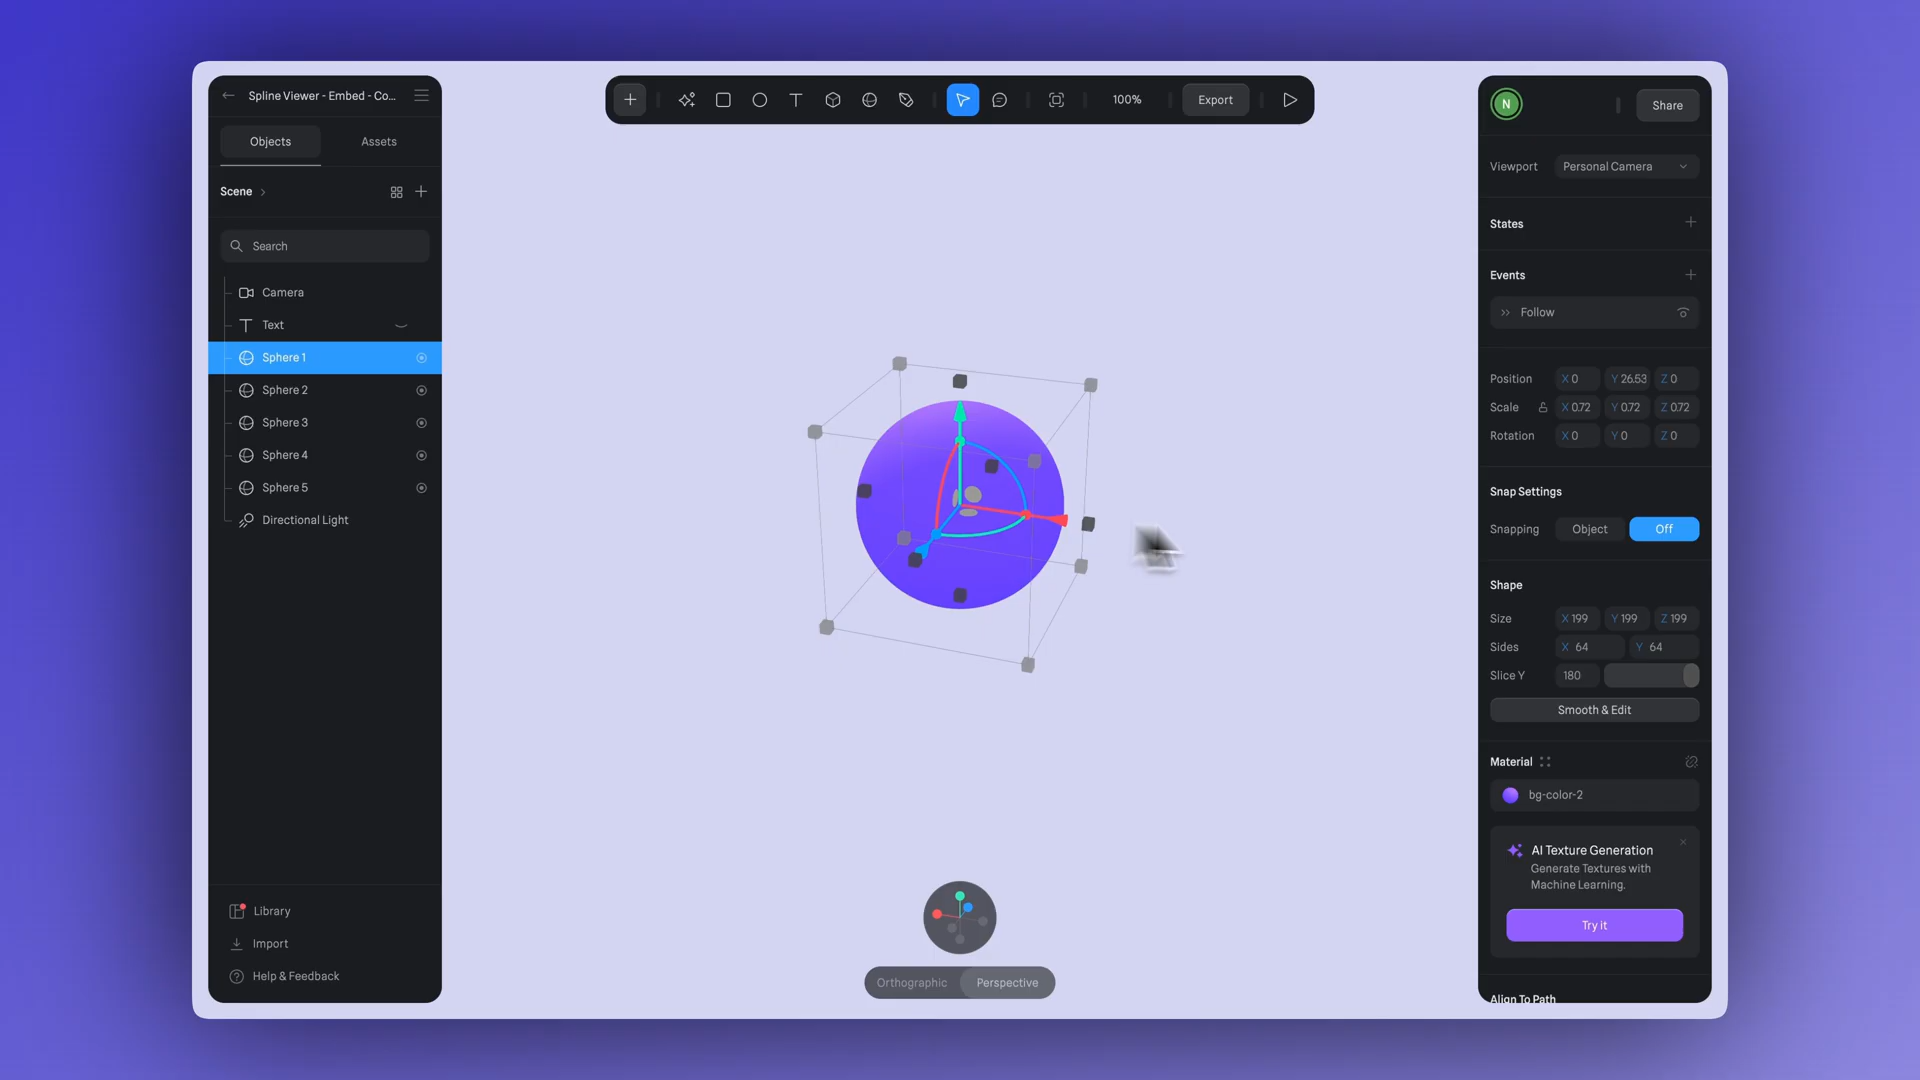 Spline Viewer - Embed - Co...
Objects
Assets
Scene
Search
Camera
Text
Sphere 1
Sphere 2
Sphere 3
Sphere 4
Sphere 5
Directional Light
Library
Import
Help & Feedback
100%
Export
Orthographic
Perspective
N
Share
Viewport
Personal Camera
States
Events
Follow
Position X 0 Y 26.53 Z 0
Scale X 0.72 Y 0.72 Z 0.72
Rotation X 0 Y 0 Z 0
Snap Settings
Snapping Object Off
Shape
Size X 199 Y 199 Z 199
Sides X 64 Y 64
Slice Y 180
Smooth & Edit
Material
bg-color-2
AI Texture Generation
Generate Textures with
Machine Learning.
Try it
Align To Path